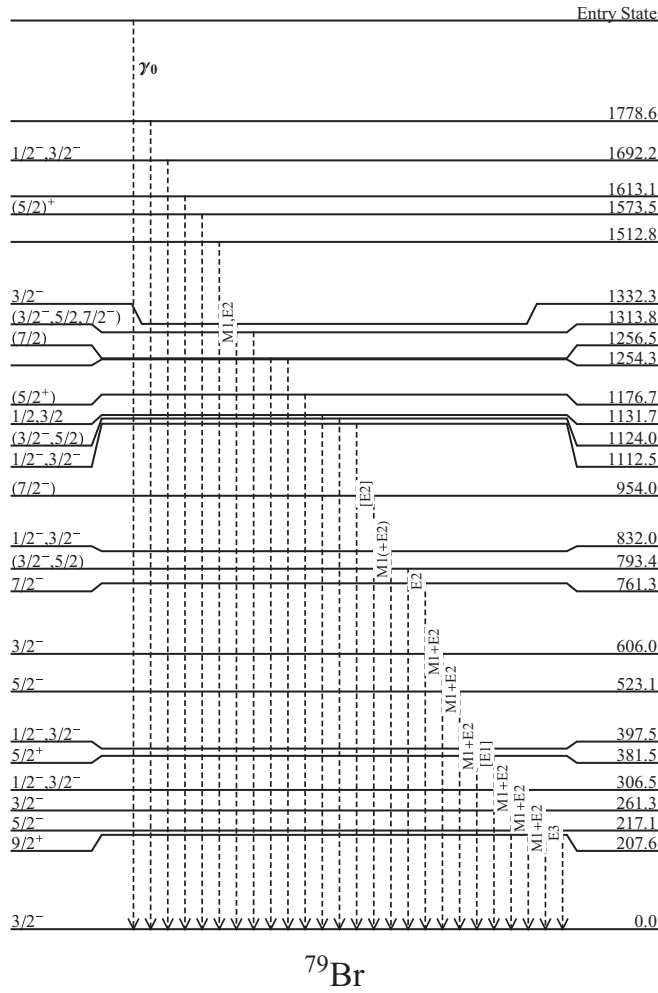 Entry State
γ₀
1778.6
1/2⁻,3/2⁻ 1692.2
1613.1
(5/2)⁺ 1573.5
1512.8
M1,E2
3/2⁻ 1332.3
(3/2⁻,5/2,7/2⁻) 1313.8
(7/2) 1256.5
1254.3
(5/2⁺) 1176.7
1/2,3/2 1131.7
(3/2⁻,5/2) 1124.0
1/2⁻,3/2⁻ 1112.5
(7/2⁻) 954.0
[E2]
M1(+E2)
1/2⁻,3/2⁻ 832.0
(3/2⁻,5/2) 793.4
E2
7/2⁻ 761.3
3/2⁻ 606.0
M1+E2
5/2⁻ 523.1
M1+E2
1/2⁻,3/2⁻ 397.5
M1+E2
5/2⁺ 381.5
[E1]
1/2⁻,3/2⁻ 306.5
M1+E2
3/2⁻ 261.3
M1+E2
5/2⁻ 217.1
M1+E2
E3
9/2⁺ 207.6
3/2⁻ 0.0
⁷⁹Br